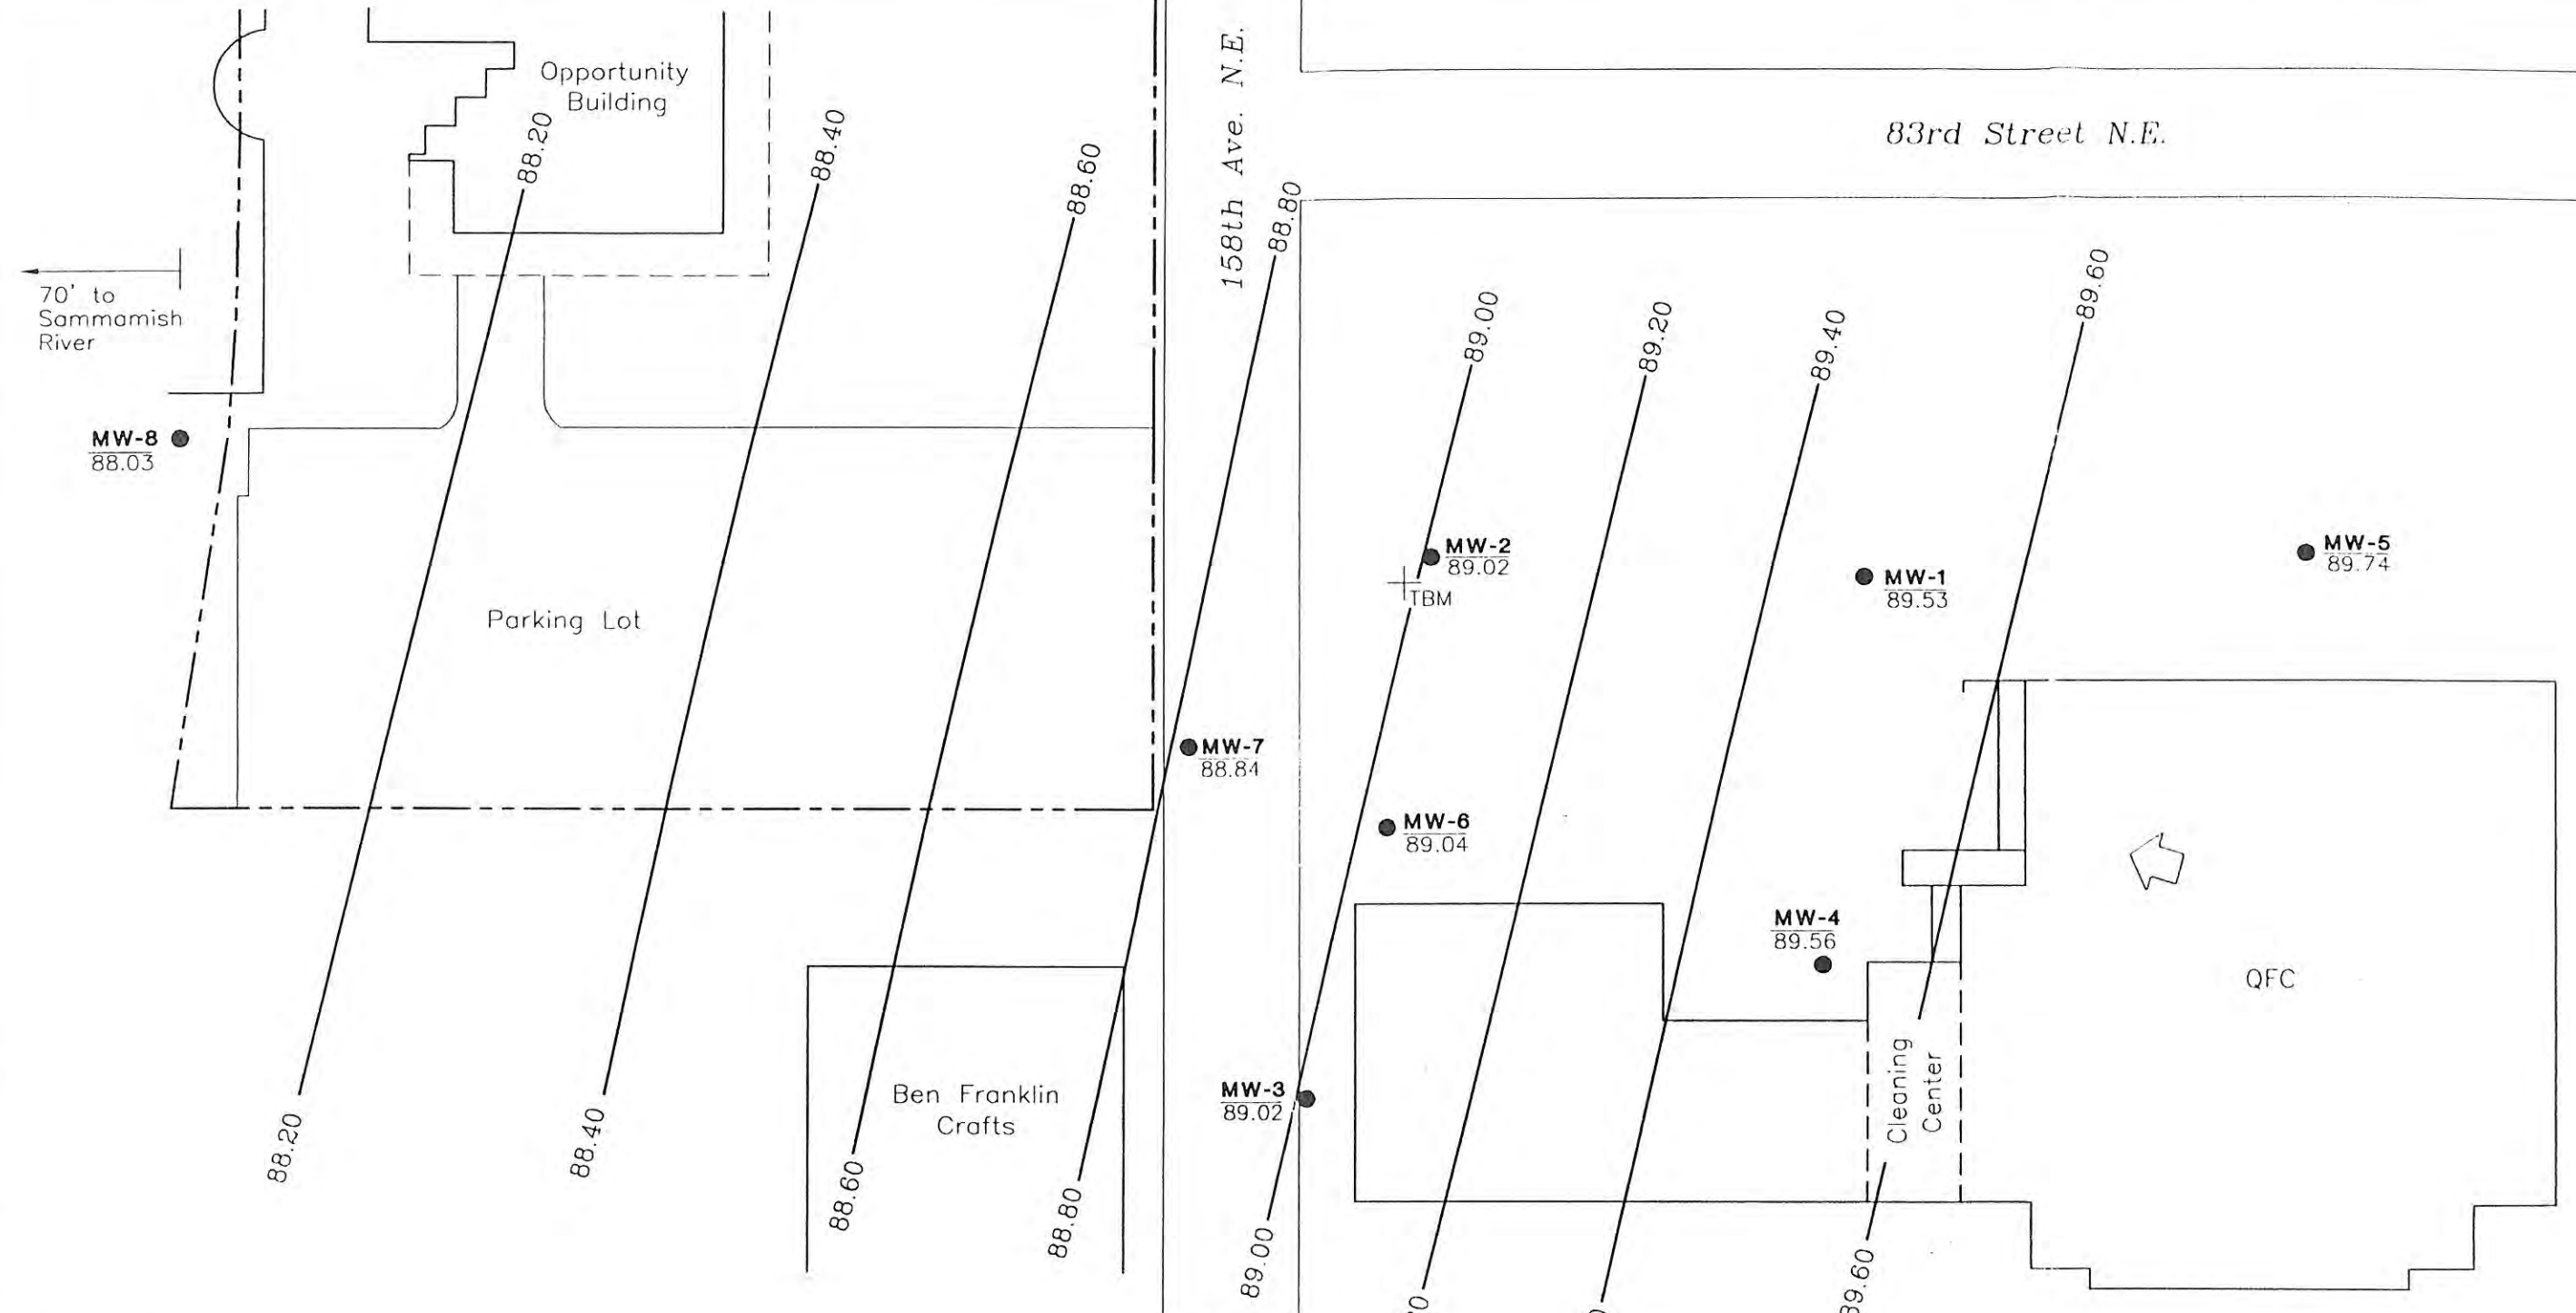 Opportunity
Building
158th Ave. N.E.
83rd Street N.E.
88.20
88.40
88.60
88.80
89.00
89.20
89.40
89.60
70' to
Sammamish
River
MW-8
88.03
MW-2
89.02
TBM
MW-1
89.53
MW-5
89.74
Parking Lot
MW-7
88.84
MW-6
89.04
MW-4
89.56
QFC
Cleaning
Center
MW-3
89.02
Ben Franklin
Crafts
88.20
88.40
88.60
88.80
89.00
89.60